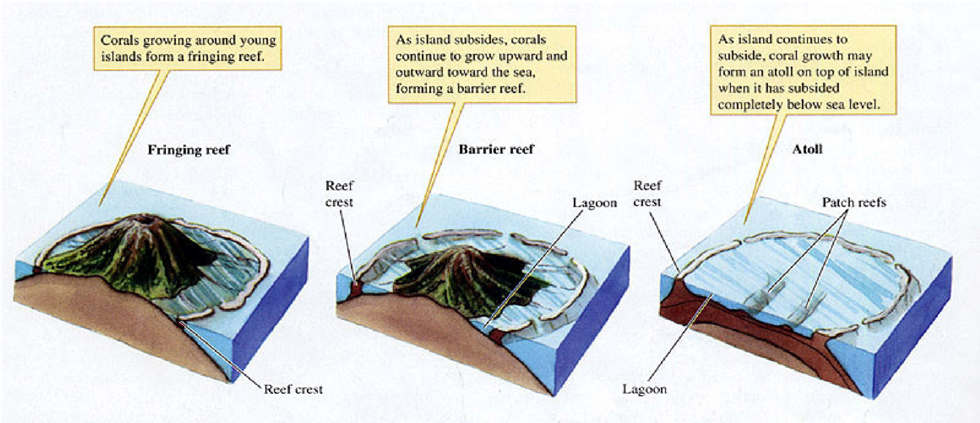 Corals growing around young
islands form a fringing reef.
As island subsides, corals
continue to grow upward and
outward toward the sea,
forming a barrier reef.
As island continues to
subside, coral growth may
form an atoll on top of island
when it has subsided
completely below sea level.
Fringing reef
Barrier reef
Atoll
Reef
crest
Lagoon
Reef
crest
Patch reefs
Reef crest
Lagoon